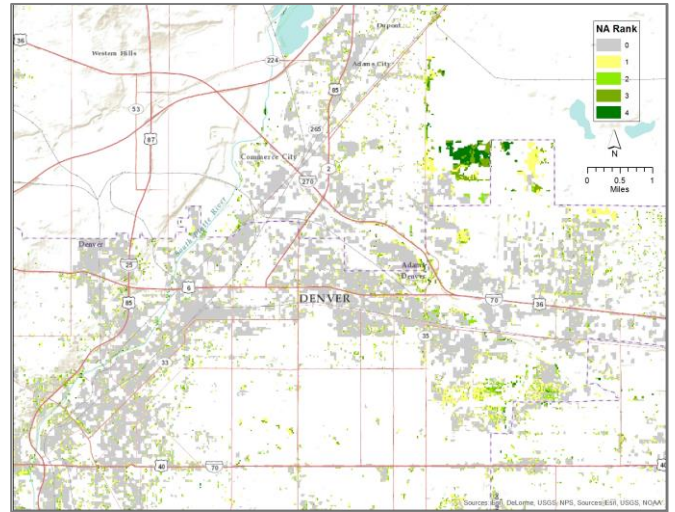 36
Western Hills
224
Dupont
Adams City
85
NA Rank
0
1
2
3
4
N
0 0.5 1
Miles
53
87
265
Commerce City
2
270
South Platte River
Denver
25
6
Adams
Denver
DENVER
70
36
85
35
33
40
70
40
Sources: Esri, DeLorme, USGS, NPS, Sources: Esri, USGS, NOAA